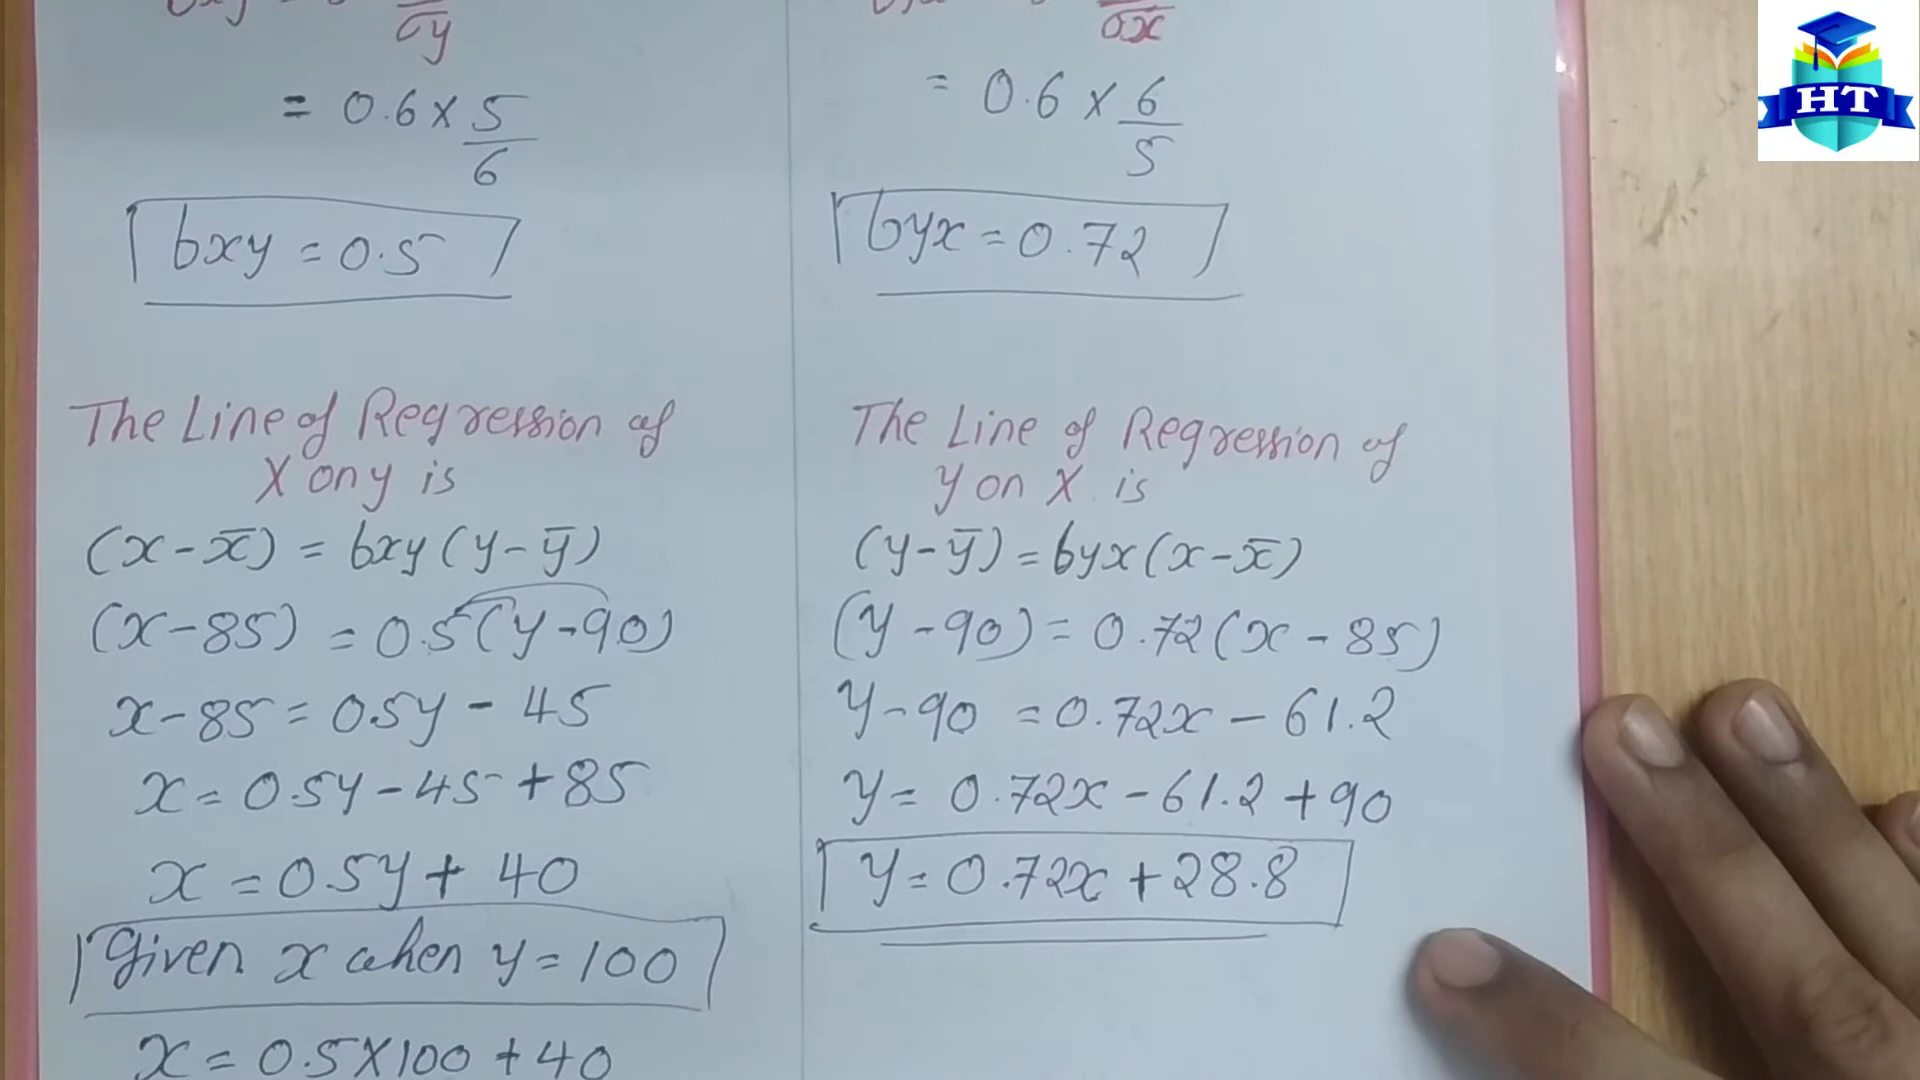 σy
= 0.6 × 5/6
bxy = 0.5
The Line of Regression of
X on y is
(x - x̄) = bxy (y - ȳ)
(x - 85) = 0.5 (y - 90)
x - 85 = 0.5y - 45
x = 0.5y - 45 + 85
x = 0.5y + 40
Given x when y = 100
x = 0.5 × 100 + 40
σx
= 0.6 × 6/5
byx = 0.72
The Line of Regression of
y on X is
(y - ȳ) = byx (x - x̄)
(y - 90) = 0.72 (x - 85)
y - 90 = 0.72x - 61.2
y = 0.72x - 61.2 + 90
y = 0.72x + 28.8
HT